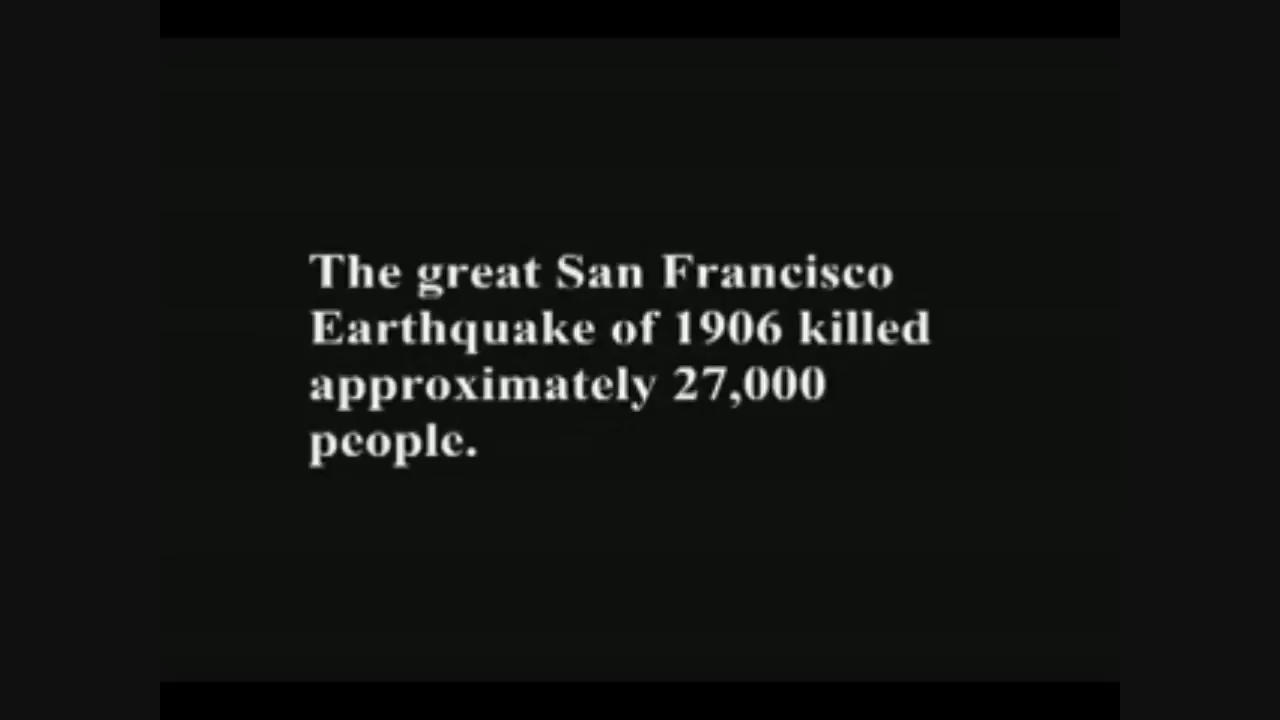 The great San Francisco
Earthquake of 1906 killed
approximately 27,000
people.